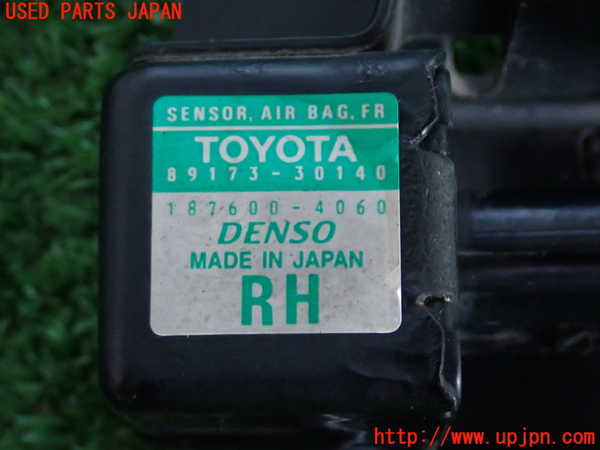 USED PARTS JAPAN
SENSOR, AIR BAG, FR
TOYOTA
89173-30140
187600-4060
DENSO
MADE IN JAPAN
RH
http://www.upjpn.com/